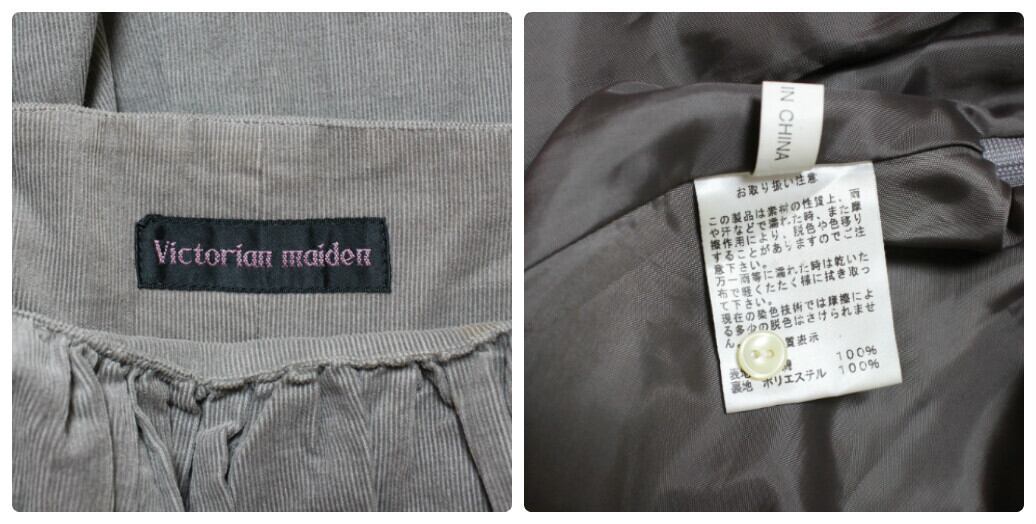 Victorian maiden
IN CHINA
お取り扱い注意
この製品は素材の性質上、雨
や汗などで濡れた時、また摩
擦作用により、脱色や色移り
することがありますのでご注
意下さい。
万一雨等に濡れた時は乾いた
布で軽くたたく様に拭き取っ
て下さい。
現在の染色技術では摩擦によ
る多少の脱色はさけられませ
ん。
質表示
表地 綿 100%
裏地 ポリエステル 100%